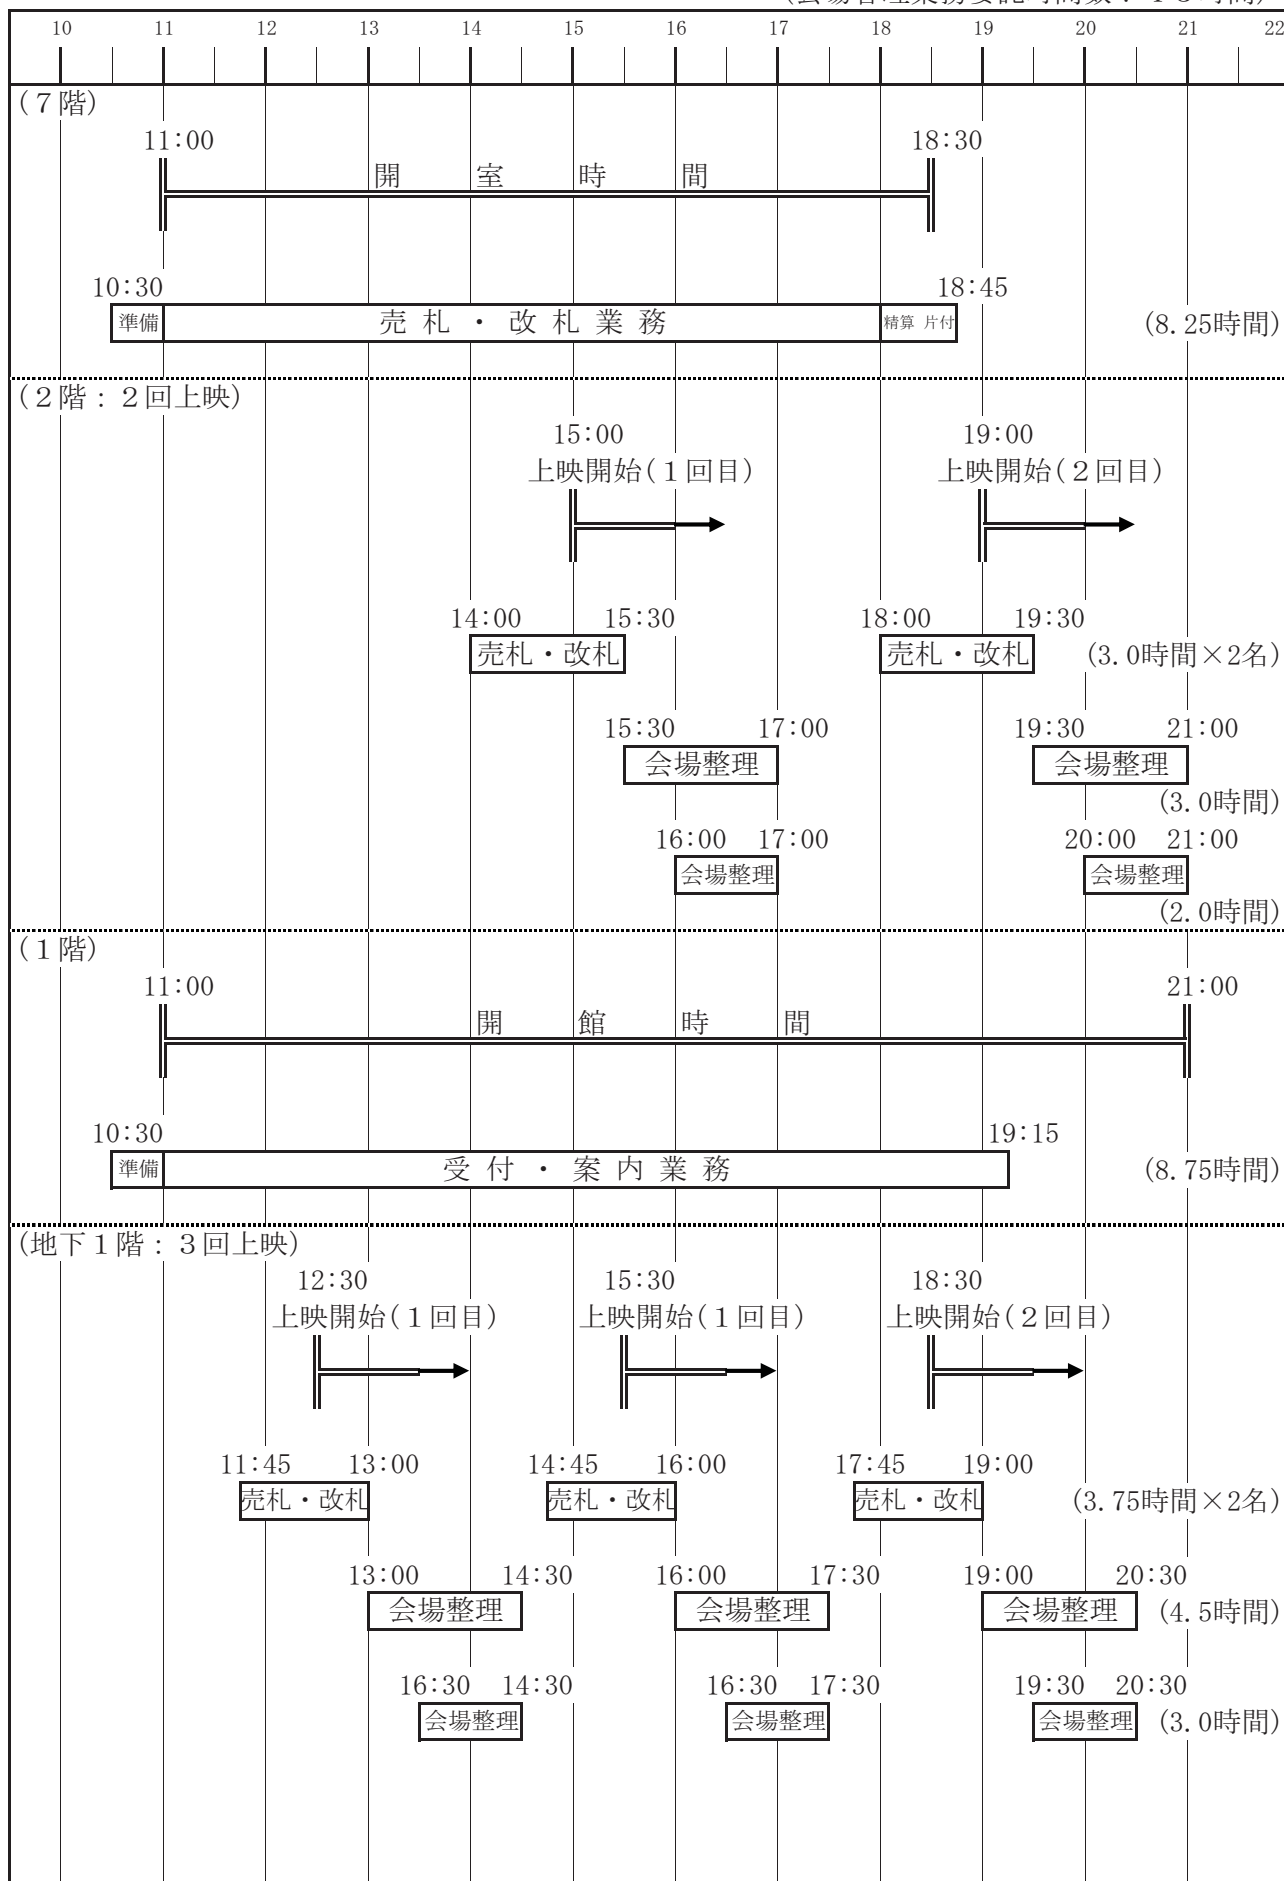 10 11 12 13 14 15 16 17 18 19 20 21 22
(７階)
11:00 18:30
開室時間
10:30 18:45
準備 売札・改札業務 精算 片付 (8.25時間)
(２階：２回上映)
15:00 19:00
上映開始(１回目) 上映開始(２回目)
14:00 15:30 18:00 19:30
売札・改札 売札・改札 (3.0時間×2名)
15:30 17:00 19:30 21:00
会場整理 会場整理
(3.0時間)
16:00 17:00 20:00 21:00
会場整理 会場整理
(2.0時間)
(１階)
11:00 21:00
開館時間
10:30 19:15
準備 受付・案内業務 (8.75時間)
(地下１階：３回上映)
12:30 15:30 18:30
上映開始(１回目) 上映開始(１回目) 上映開始(２回目)
11:45 13:00 14:45 16:00 17:45 19:00
売札・改札 売札・改札 売札・改札 (3.75時間×2名)
13:00 14:30 16:00 17:30 19:00 20:30
会場整理 会場整理 会場整理 (4.5時間)
16:30 14:30 16:30 17:30 19:30 20:30
会場整理 会場整理 会場整理 (3.0時間)